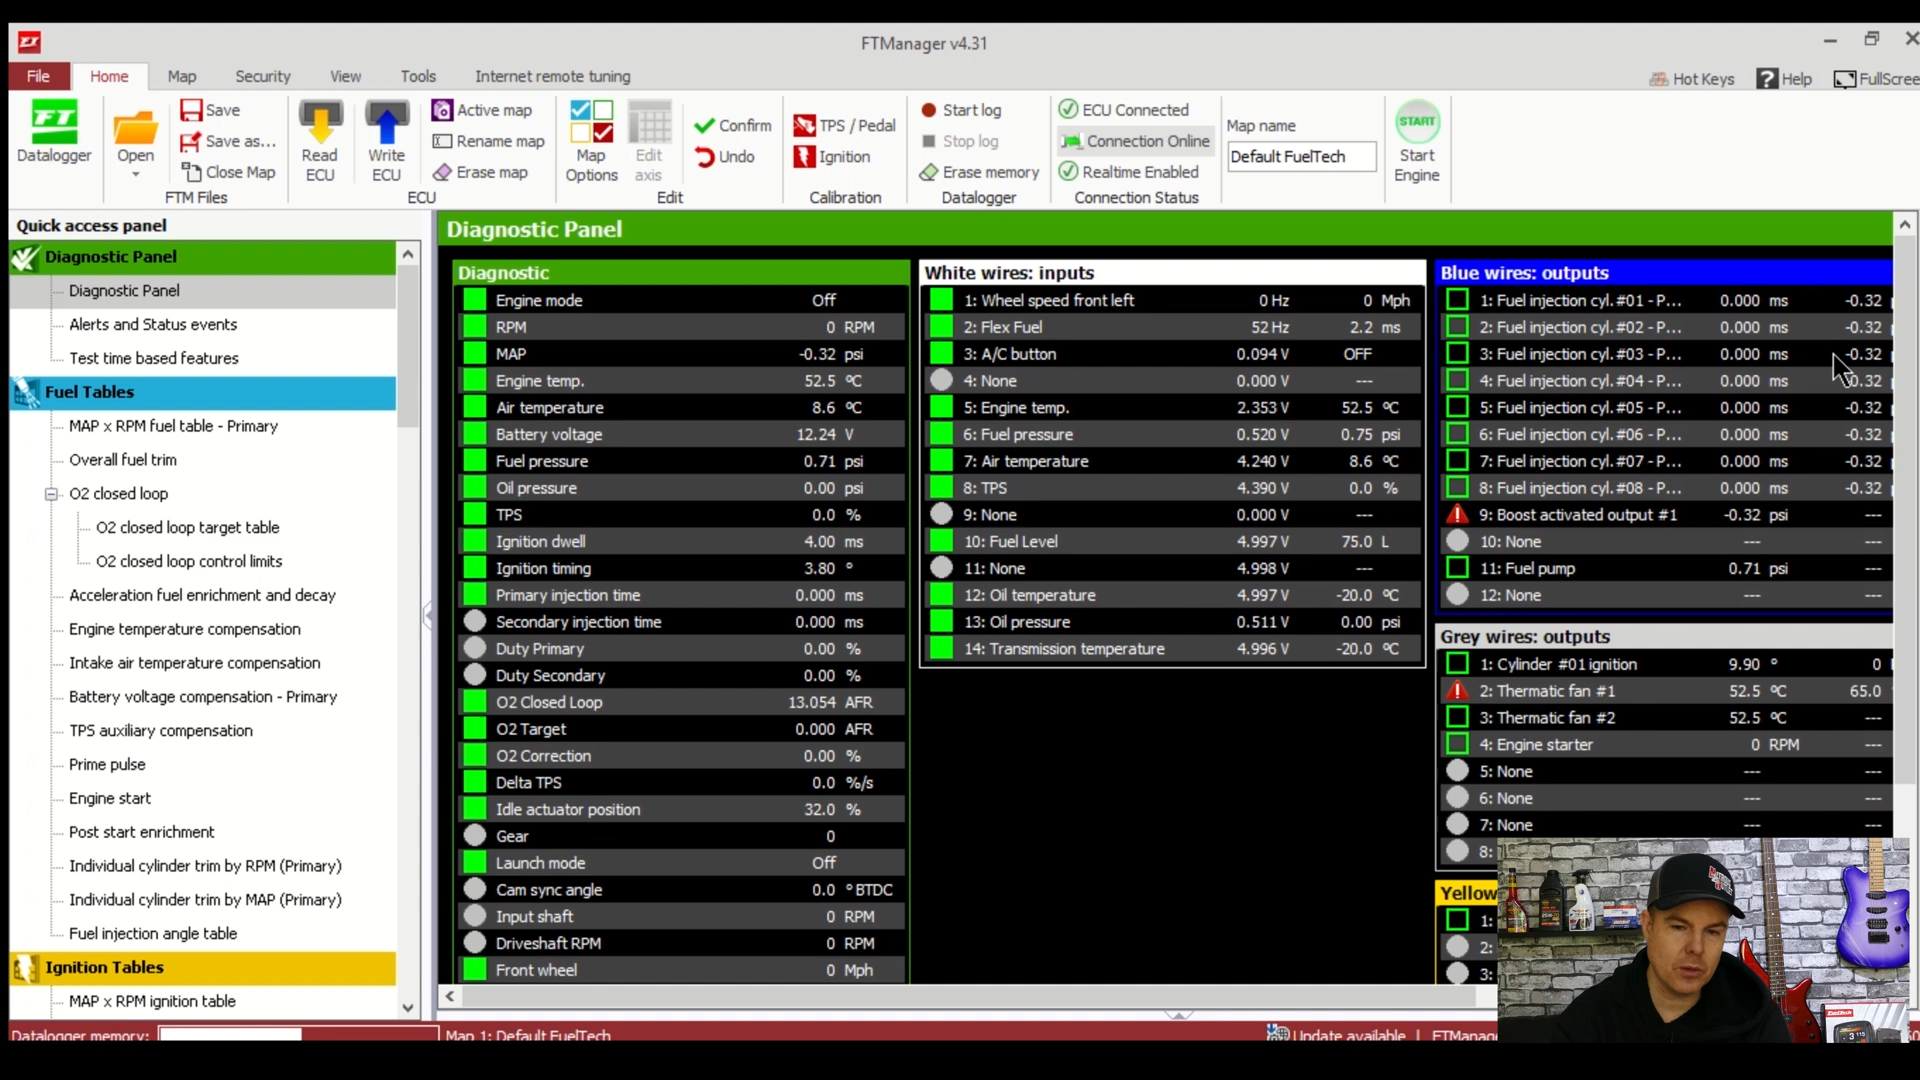 FTManager v4.31
File
Home
Map
Security
View
Tools
Internet remote tuning
Hot Keys
Help
FullScree
FT
Datalogger
Open
Save
Save as...
Close Map
FTM Files
Read ECU
Write ECU
Active map
Rename map
Erase map
ECU
Map Options
Edit axis
Confirm
Undo
Edit
TPS / Pedal
Ignition
Calibration
Start log
Stop log
Erase memory
Datalogger
ECU Connected
Connection Online
Realtime Enabled
Connection Status
Map name
Default FuelTech
START
Start Engine
Quick access panel
Diagnostic Panel
Diagnostic Panel
Alerts and Status events
Test time based features
Fuel Tables
MAP x RPM fuel table - Primary
Overall fuel trim
O2 closed loop
O2 closed loop target table
O2 closed loop control limits
Acceleration fuel enrichment and decay
Engine temperature compensation
Intake air temperature compensation
Battery voltage compensation - Primary
TPS auxiliary compensation
Prime pulse
Engine start
Post start enrichment
Individual cylinder trim by RPM (Primary)
Individual cylinder trim by MAP (Primary)
Fuel injection angle table
Ignition Tables
MAP x RPM ignition table
Diagnostic Panel
Diagnostic
Engine mode Off
RPM 0 RPM
MAP -0.32 psi
Engine temp. 52.5 ºC
Air temperature 8.6 ºC
Battery voltage 12.24 V
Fuel pressure 0.71 psi
Oil pressure 0.00 psi
TPS 0.0 %
Ignition dwell 4.00 ms
Ignition timing 3.80 °
Primary injection time 0.000 ms
Secondary injection time 0.000 ms
Duty Primary 0.00 %
Duty Secondary 0.00 %
O2 Closed Loop 13.054 AFR
O2 Target 0.000 AFR
O2 Correction 0.00 %
Delta TPS 0.0 %/s
Idle actuator position 32.0 %
Gear 0
Launch mode Off
Cam sync angle 0.0 °BTDC
Input shaft 0 RPM
Driveshaft RPM 0 RPM
Front wheel 0 Mph
White wires: inputs
1: Wheel speed front left 0 Hz 0 Mph
2: Flex Fuel 52 Hz 2.2 ms
3: A/C button 0.094 V OFF
4: None 0.000 V ---
5: Engine temp. 2.353 V 52.5 ºC
6: Fuel pressure 0.520 V 0.75 psi
7: Air temperature 4.240 V 8.6 ºC
8: TPS 4.390 V 0.0 %
9: None 0.000 V ---
10: Fuel Level 4.997 V 75.0 L
11: None 4.998 V ---
12: Oil temperature 4.997 V -20.0 ºC
13: Oil pressure 0.511 V 0.00 psi
14: Transmission temperature 4.996 V -20.0 ºC
Blue wires: outputs
1: Fuel injection cyl. #01 - P... 0.000 ms -0.32
2: Fuel injection cyl. #02 - P... 0.000 ms -0.32
3: Fuel injection cyl. #03 - P... 0.000 ms -0.32
4: Fuel injection cyl. #04 - P... 0.000 ms 0.32
5: Fuel injection cyl. #05 - P... 0.000 ms -0.32
6: Fuel injection cyl. #06 - P... 0.000 ms -0.32
7: Fuel injection cyl. #07 - P... 0.000 ms -0.32
8: Fuel injection cyl. #08 - P... 0.000 ms -0.32
9: Boost activated output #1 -0.32 psi ---
10: None --- ---
11: Fuel pump 0.71 psi ---
12: None --- ---
Grey wires: outputs
1: Cylinder #01 ignition 9.90 ° 0
2: Thermatic fan #1 52.5 ºC 65.0
3: Thermatic fan #2 52.5 ºC ---
4: Engine starter 0 RPM ---
5: None --- ---
6: None --- ---
7: None --- ---
8:
Yellow
1:
2:
3:
Datalogger memory:
Map 1: Default FuelTech
Update available | FTManage